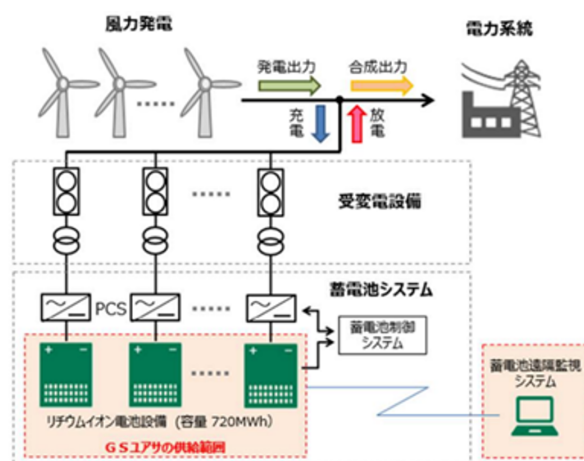 風力発電
電力系統
発電出力
合成出力
充電
放電
受変電設備
蓄電池システム
PCS
蓄電池制御
システム
蓄電池遠隔監視
システム
リチウムイオン電池設備 (容量 720MWh)
GSユアサの供給範囲